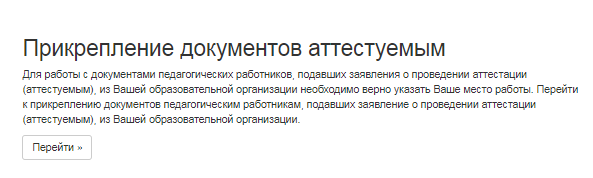 Прикрепление документов аттестуемым
Для работы с документами педагогических работников, подавших заявления о проведении аттестации
(аттестуемым), из Вашей образовательной организации необходимо верно указать Ваше место работы. Перейти
к прикреплению документов педагогическим работникам, подавших заявление о проведении аттестации
(аттестуемым), из Вашей образовательной организации.
Перейти »